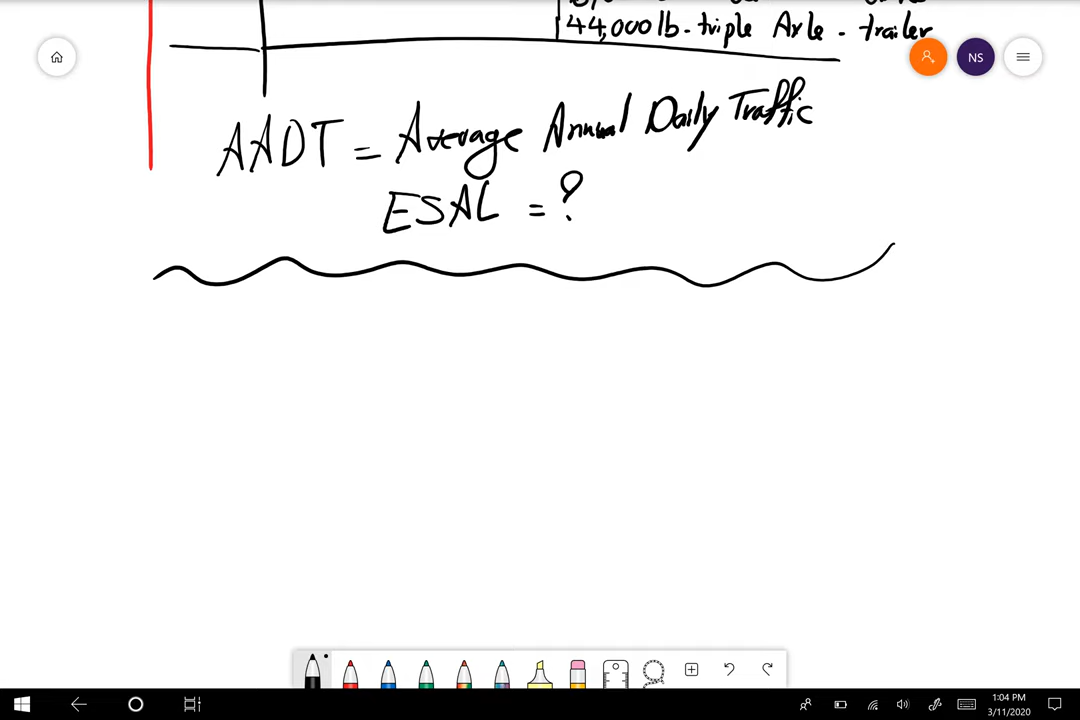 44,000 lb - triple Axle - trailer
NS
AADT = Average Annual Daily Traffic
ESAL = ?
1:04 PM
3/11/2020